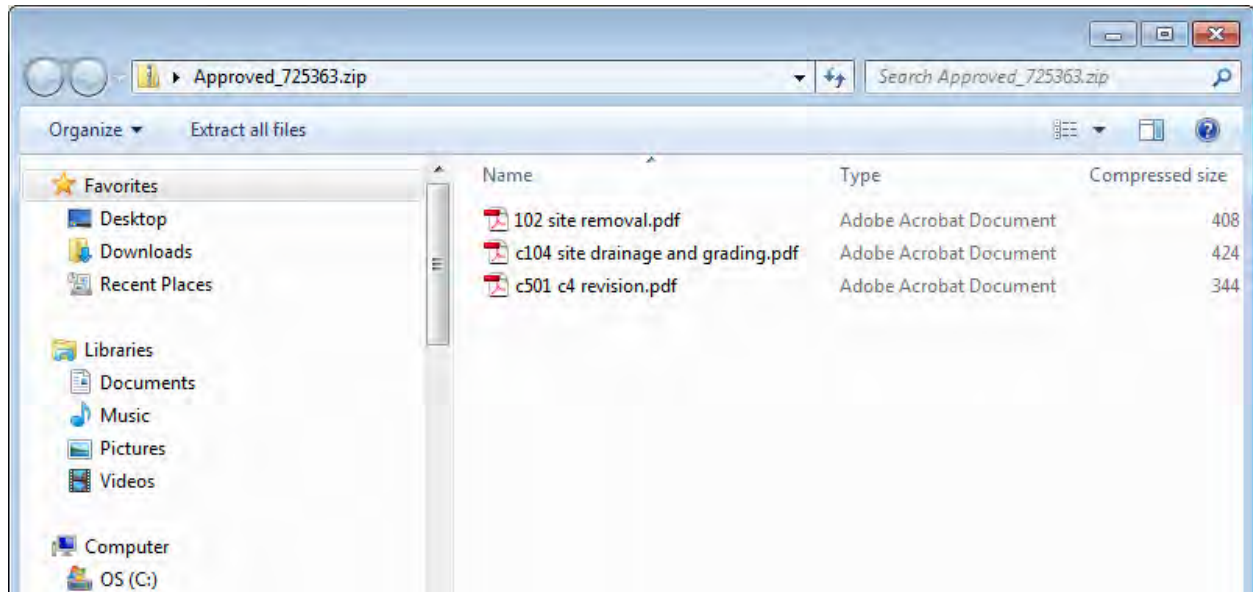 Approved_725363.zip
Search Approved_725363.zip
Organize
Extract all files
Name Type Compressed size
102 site removal.pdf Adobe Acrobat Document 408
c104 site drainage and grading.pdf Adobe Acrobat Document 424
c501 c4 revision.pdf Adobe Acrobat Document 344
Favorites
Desktop
Downloads
Recent Places
Libraries
Documents
Music
Pictures
Videos
Computer
OS (C:)